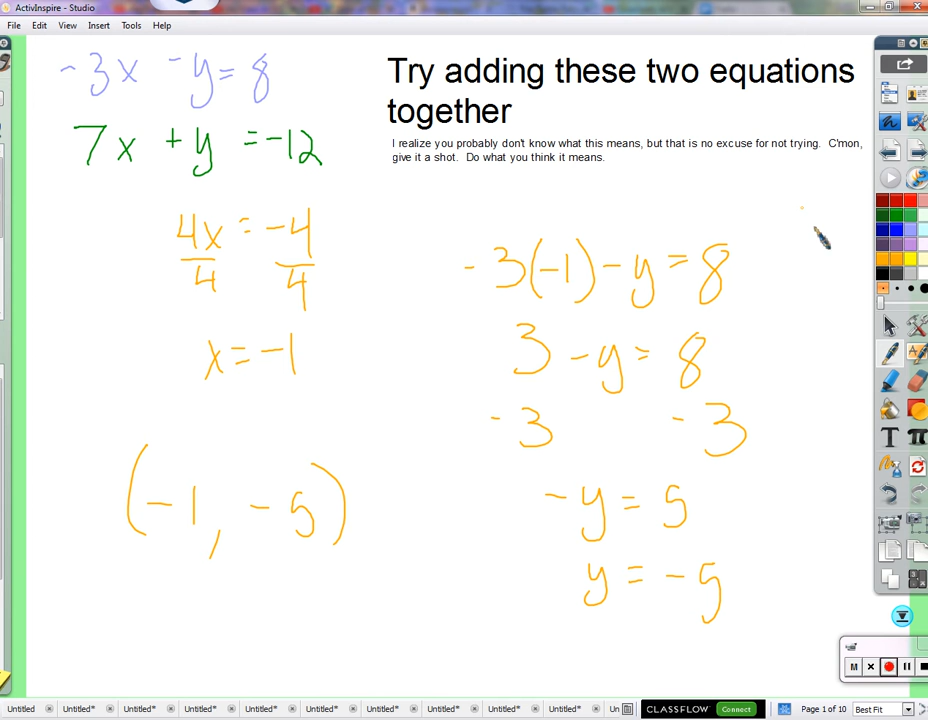 ActivInspire - Studio
File Edit View Insert Tools Help
-3x -y = 8
7x + y = -12
4x = -4
4 4
x = -1
(-1, -5)
Try adding these two equations
together
I realize you probably don't know what this means, but that is no excuse for not trying. C'mon,
give it a shot. Do what you think it means.
-3(-1) - y = 8
3 - y = 8
-3 -3
-y = 5
y = -5
M
Untitled Untitled* Untitled* Untitled* Untitled* Untitled* Untitled* Untitled* Untitled* Untitled* Un CLASSFLOW Connect Page 1 of 10 Best Fit